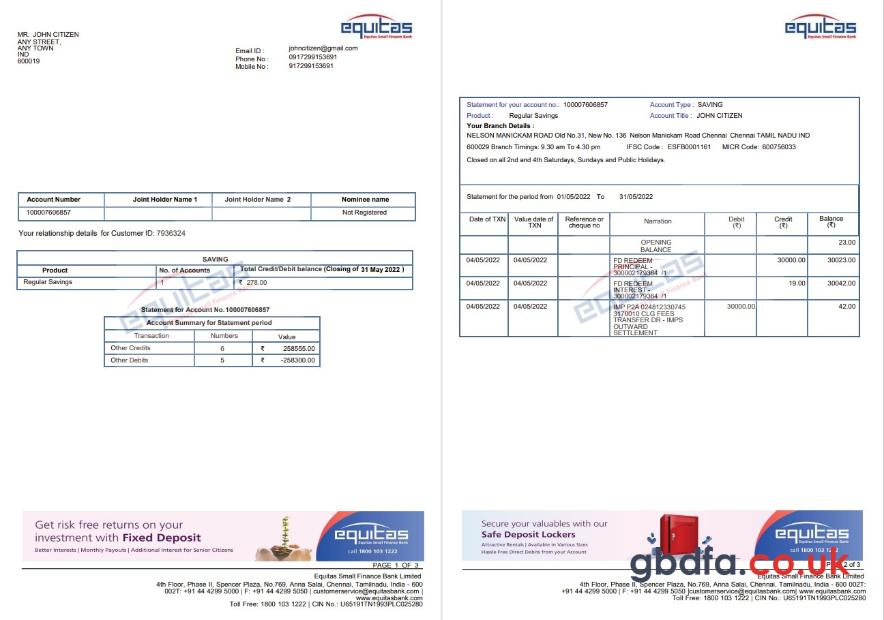 equitas
Equitas Small Finance Bank
MR. JOHN CITIZEN
ANY STREET,
ANY TOWN
IND
600019
Email ID : johncitizen@gmail.com
Phone No : 0917299153691
Mobile No : 917299153691
Account Number Joint Holder Name 1 Joint Holder Name 2 Nominee name
100007606857 Not Registered
Your relationship details for Customer ID: 7936324
SAVING
Product No. of Accounts Total Credit/Debit balance (Closing of 31 May 2022 )
Regular Savings 1 ₹ 278.00
equitas
Statement for Account No.100007606857
Account Summary for Statement period
Transaction Numbers Value
Other Credits 6 ₹ 258555.00
Other Debits 5 ₹ -258300.00
Get risk free returns on your
investment with Fixed Deposit
Better Interests | Monthly Payouts | Additional Interest for Senior Citizens
equitas
call 1800 103 1222
PAGE 1 OF 3
Equitas Small Finance Bank Limited
4th Floor, Phase II, Spencer Plaza, No.769, Anna Salai, Chennai, Tamilnadu, India - 600
002T: +91 44 4299 5000 | F: +91 44 4299 5050 | customerservice@equitasbank.com |
www.equitasbank.com
Toll Free: 1800 103 1222 | CIN No.: U65191TN1993PLC025280
equitas
Equitas Small Finance Bank
Statement for your account no.: 100007606857 Account Type : SAVING
Product : Regular Savings Account Title : JOHN CITIZEN
Your Branch Details :
NELSON MANICKAM ROAD Old No.31, New No. 136 Nelson Manickam Road Chennai Chennai TAMIL NADU IND
600029 Branch Timings: 9.30 am To 4.30 pm IFSC Code : ESFB0001161 MICR Code: 600756033
Closed on all 2nd and 4th Saturdays, Sundays and Public Holidays.
Statement for the period from 01/05/2022 To 31/05/2022
Date of TXN Value date of TXN Reference or cheque no Narration Debit (₹) Credit (₹) Balance (₹)
OPENING BALANCE 23.00
04/05/2022 04/05/2022 FD REDEEM PRINCIPAL - 300002179364 /1 30000.00 30023.00
04/05/2022 04/05/2022 FD REDEEM INTEREST - 300002179364 /1 19.00 30042.00
04/05/2022 04/05/2022 IMP P2A 024812330745 3170010 CLG FEES TRANSFER DR - IMPS OUTWARD SETTLEMENT 30000.00 42.00
equitas
Secure your valuables with our
Safe Deposit Lockers
Attractive Rentals | Available in Various Sizes
Hassle Free Direct Debits from your Account
equitas
call 1800 103 1222
2 of 3
gbdfa.co.uk
Equitas Small Finance Bank Limited
4th Floor, Phase II, Spencer Plaza, No.769, Anna Salai, Chennai, Tamilnadu, India - 600 002T:
+91 44 4299 5000 | F: +91 44 4299 5050 |customerservice@equitasbank.com| www.equitasbank.com
Toll Free: 1800 103 1222 | CIN No.: U65191TN1993PLC025280